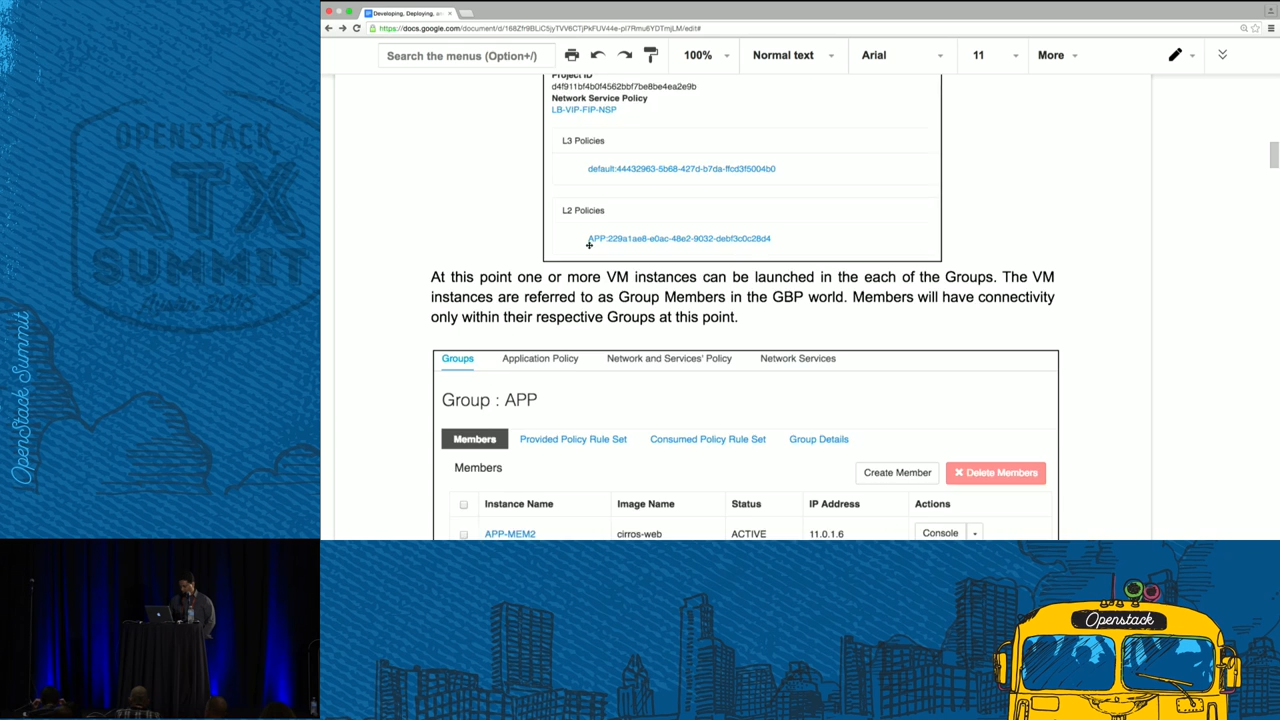 Developing, Deploying, an
https://docs.google.com/document/d/168Zfr9BLiC5jyTVV6CTjPkFUV44e-pI7Rmu6YDTmjLM/edit#
Search the menus (Option+/)
100%
Normal text
Arial
11
More
Project ID
d4f911bf4b0f4562bbf7be8be4ea2e9b
Network Service Policy
LB-VIP-FIP-NSP
L3 Policies
default:44432963-5b68-427d-b7da-ffcd3f5004b0
L2 Policies
APP:229a1ae8-e0ac-48e2-9032-debf3c0c28d4
At this point one or more VM instances can be launched in the each of the Groups. The VM
instances are referred to as Group Members in the GBP world. Members will have connectivity
only within their respective Groups at this point.
Groups Application Policy Network and Services' Policy Network Services
Group : APP
Members Provided Policy Rule Set Consumed Policy Rule Set Group Details
Members
Create Member
Delete Members
Instance Name Image Name Status IP Address Actions
APP-MEM2 cirros-web ACTIVE 11.0.1.6 Console
OPENSTACK
ATX
SUMMIT
Austin 2016
OpenStack Summit
Openstack